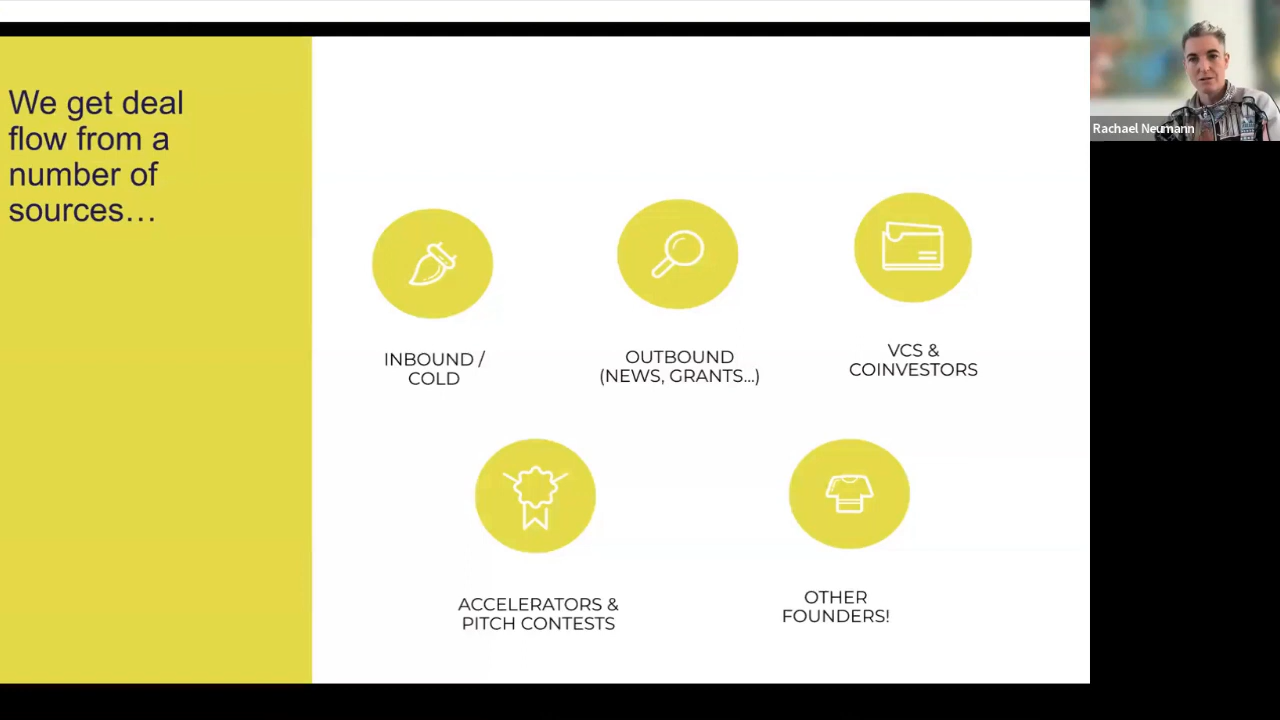 We get deal
flow from a
number of
sources…
INBOUND /
COLD
OUTBOUND
(NEWS, GRANTS...)
VCS &
COINVESTORS
ACCELERATORS &
PITCH CONTESTS
OTHER
FOUNDERS!
Rachael Neumann